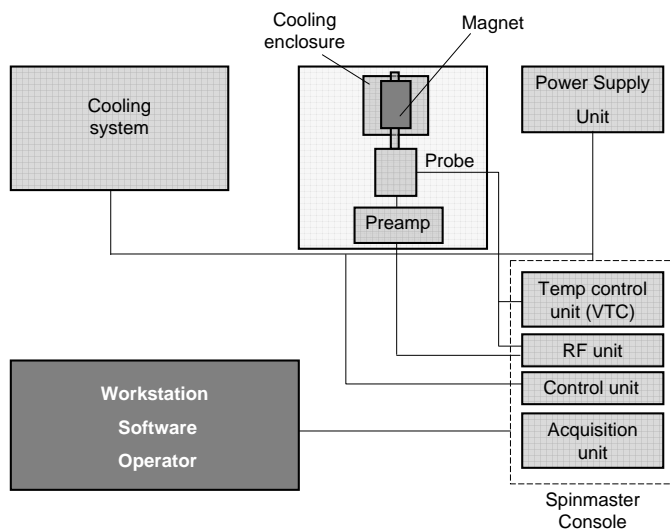 Cooling
enclosure
Magnet
Cooling
system
Power Supply
Unit
Probe
Preamp
Temp control
unit (VTC)
RF unit
Control unit
Acquisition
unit
Workstation
Software
Operator
Spinmaster
Console